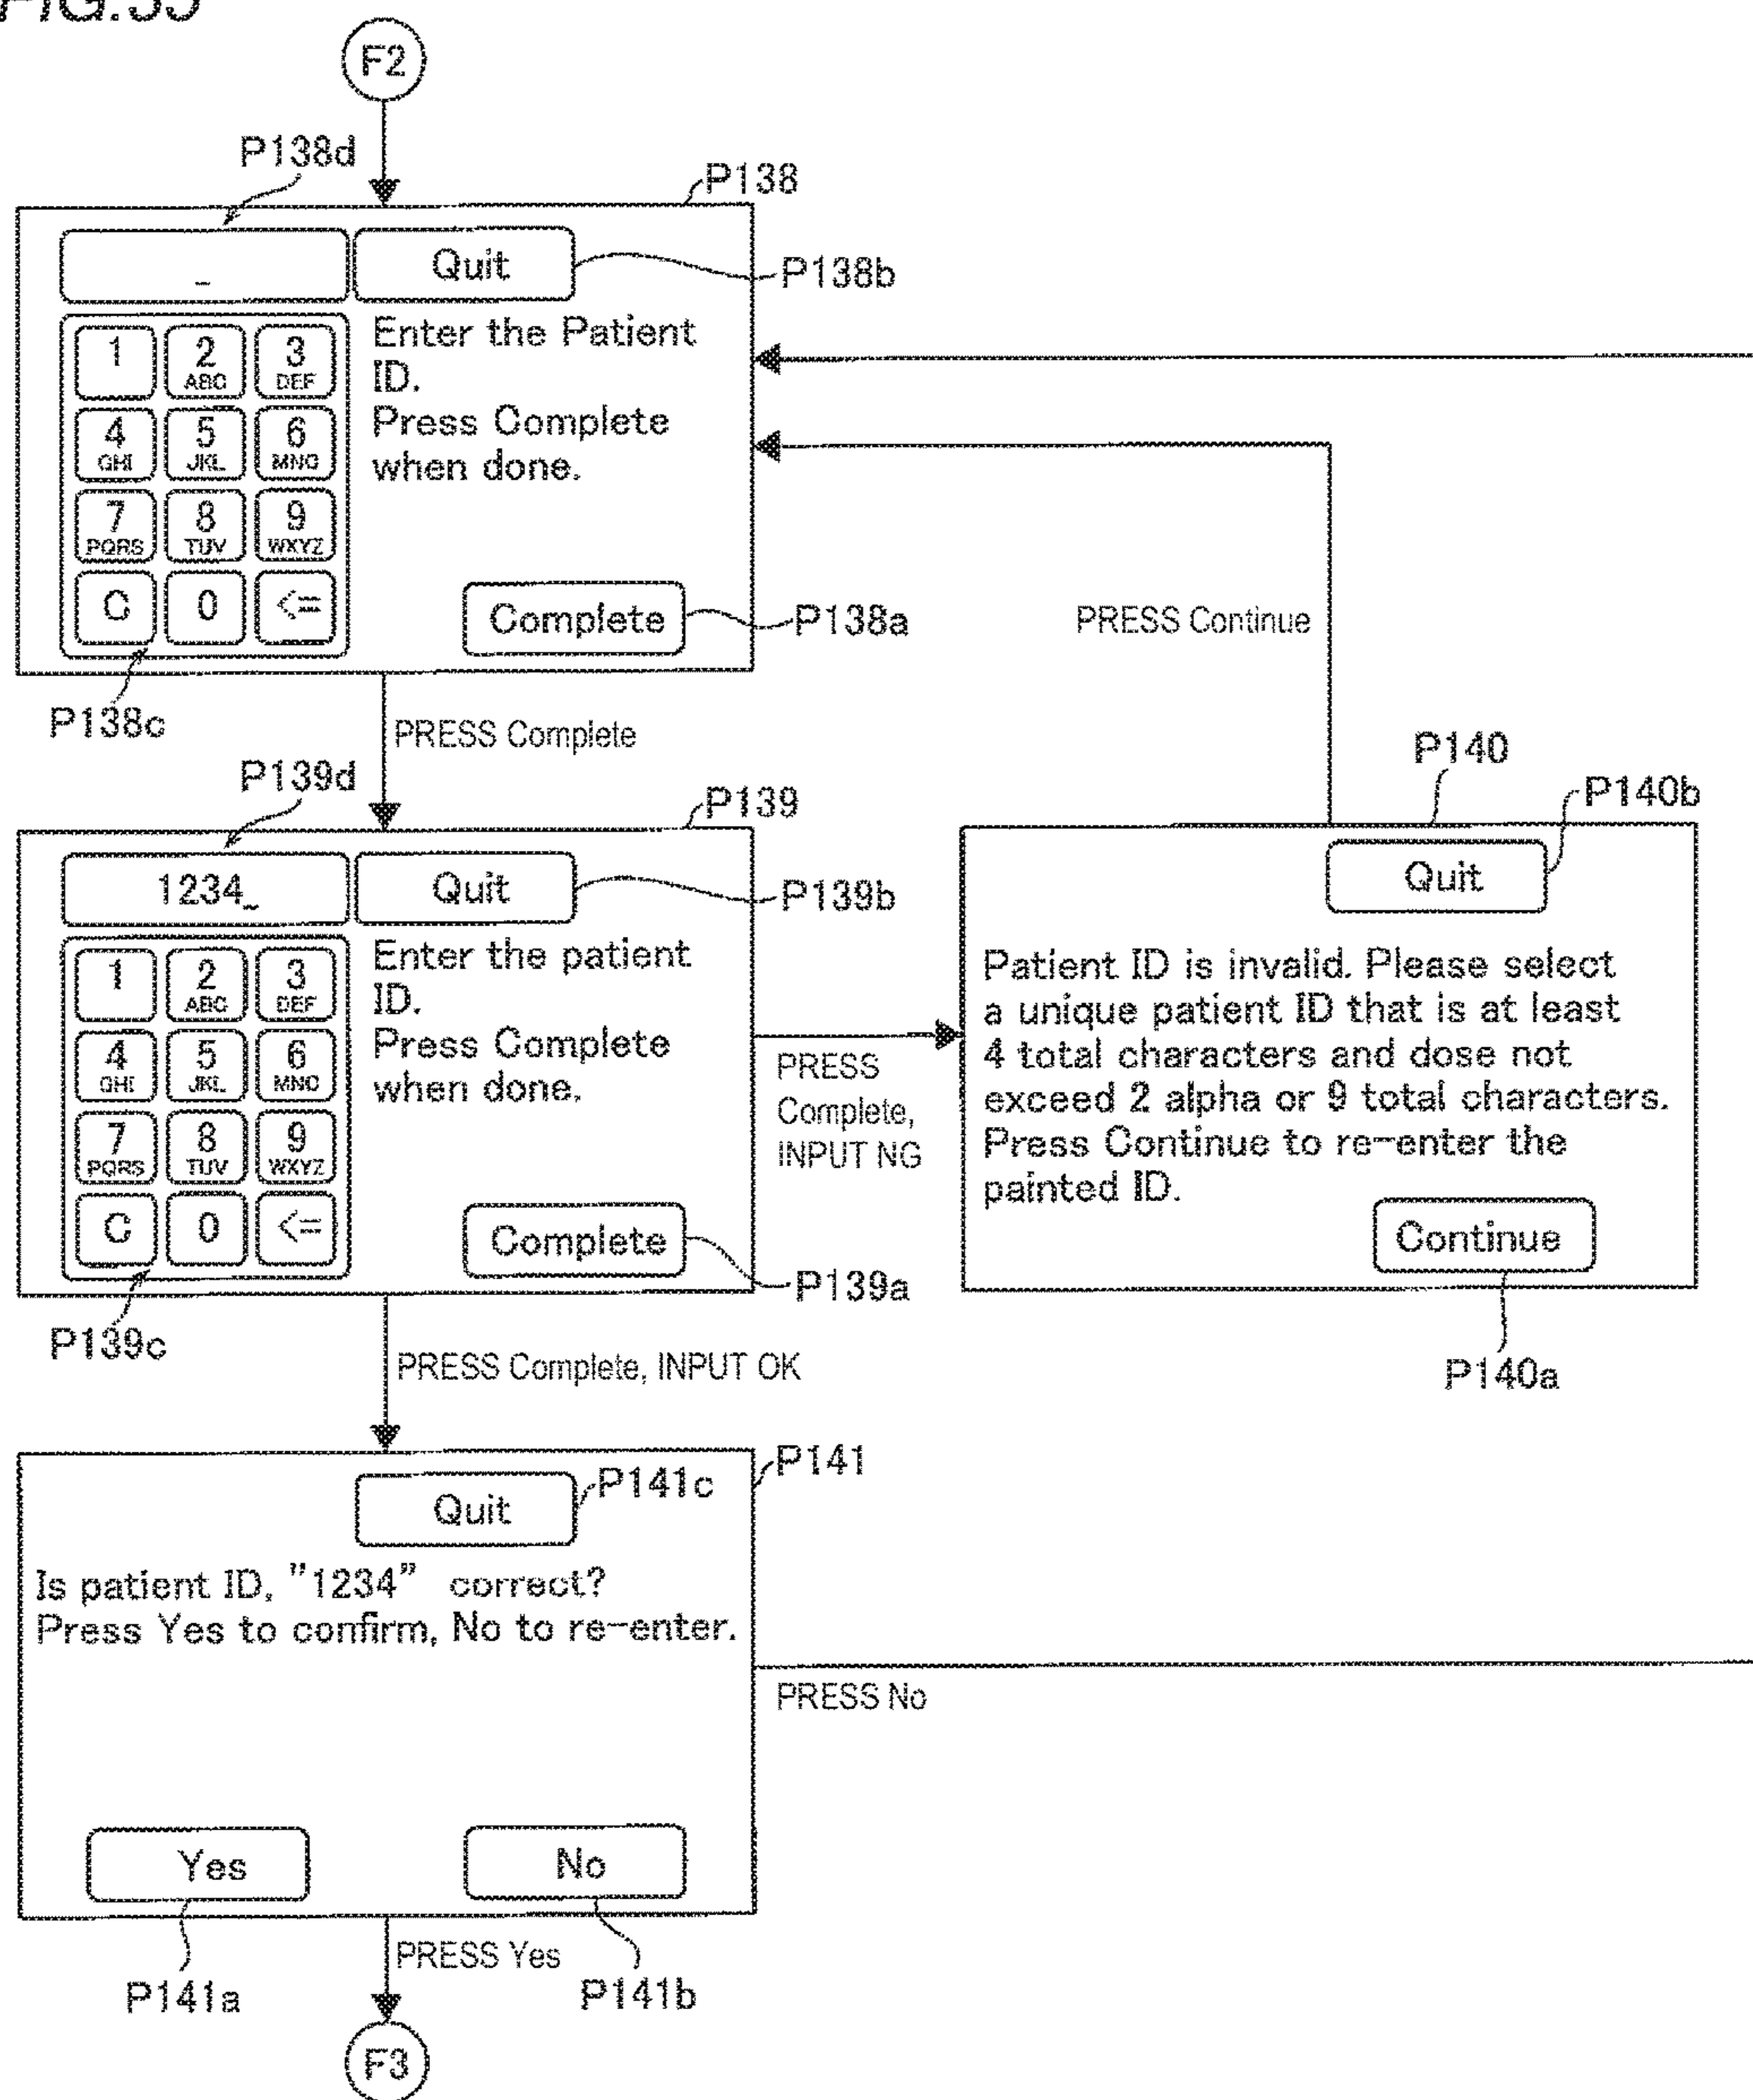 FIG.35
F2
P138d
P138
_
Quit
P138b
1
2
ABC
3
DEF
4
GHI
5
JKL
6
MNO
7
PQRS
8
TUV
9
WXYZ
C
0
<=
Enter the Patient
ID.
Press Complete
when done.
Complete
P138a
P138c
PRESS Complete
PRESS Continue
P139d
P139
1234_
Quit
P139b
1
2
ABC
3
DEF
4
GHI
5
JKL
6
MNO
7
PQRS
8
TUV
9
WXYZ
C
0
<=
Enter the patient
ID.
Press Complete
when done.
Complete
P139a
P139c
PRESS
Complete,
INPUT NG
P140
P140b
Quit
Patient ID is invalid. Please select
a unique patient ID that is at least
4 total characters and dose not
exceed 2 alpha or 9 total characters.
Press Continue to re-enter the
painted ID.
Continue
P140a
PRESS Complete, INPUT OK
P141
P141c
Quit
Is patient ID, "1234" correct?
Press Yes to confirm, No to re-enter.
PRESS No
Yes
No
P141a
PRESS Yes
P141b
F3